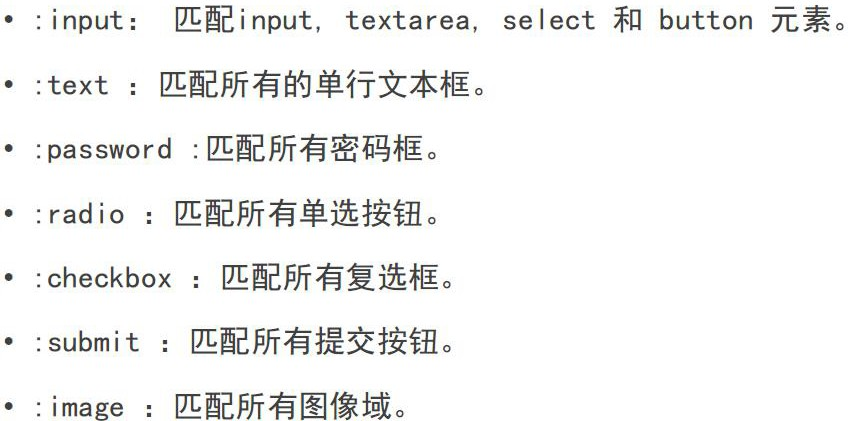 • :input： 匹配input, textarea, select 和 button 元素。
• :text ：匹配所有的单行文本框。
• :password :匹配所有密码框。
• :radio ：匹配所有单选按钮。
• :checkbox ：匹配所有复选框。
• :submit ：匹配所有提交按钮。
• :image ：匹配所有图像域。